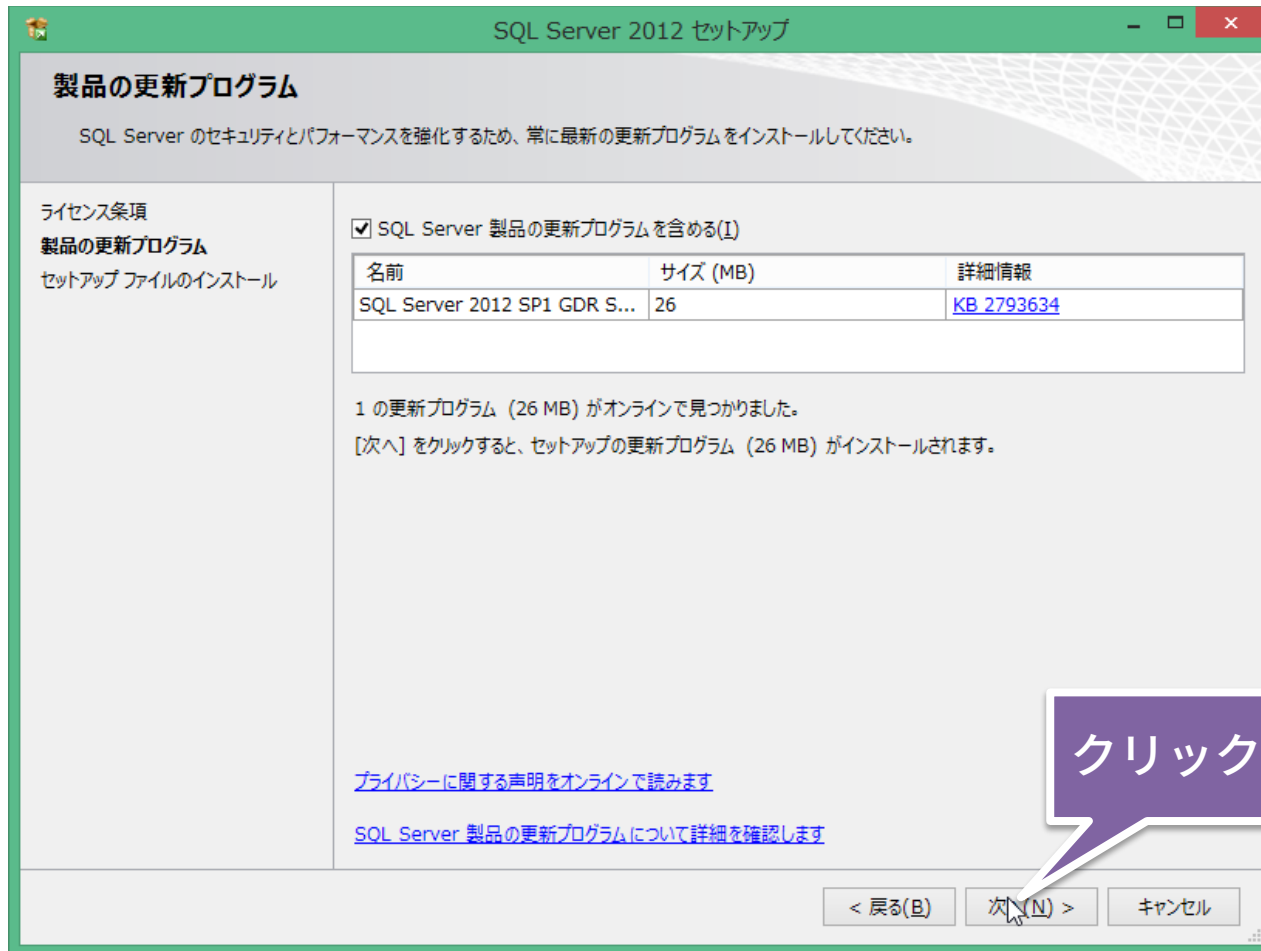 SQL Server 2012 セットアップ
製品の更新プログラム
SQL Server のセキュリティとパフォーマンスを強化するため、常に最新の更新プログラムをインストールしてください。
ライセンス条項
製品の更新プログラム
セットアップ ファイルのインストール
SQL Server 製品の更新プログラムを含める(I)
名前 サイズ (MB) 詳細情報
SQL Server 2012 SP1 GDR S... 26 KB 2793634
1 の更新プログラム (26 MB) がオンラインで見つかりました。
[次へ] をクリックすると、セットアップの更新プログラム (26 MB) がインストールされます。
クリック
プライバシーに関する声明をオンラインで読みます
SQL Server 製品の更新プログラムについて詳細を確認します
< 戻る(B) 次(N) > キャンセル